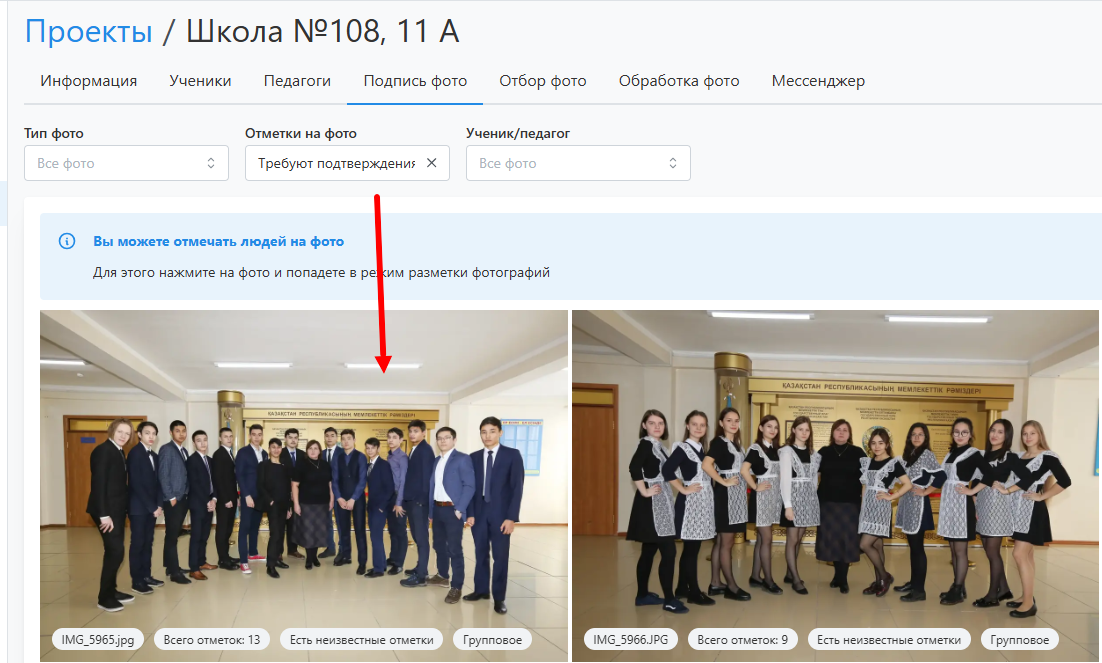 Проекты / Школа №108, 11 А
Информация Ученики Педагоги Подпись фото Отбор фото Обработка фото Мессенджер
Тип фото Отметки на фото Ученик/педагог
Все фото Требуют подтверждения Все фото
Вы можете отмечать людей на фото
Для этого нажмите на фото и попадете в режим разметки фотографий
ҚАЗАҚСТАН РЕСПУБЛИКАСЫНЫҢ МЕМЛЕКЕТТІК РӘМІЗДЕРІ
ҚАЗАҚСТАН РЕСПУБЛИКАСЫНЫҢ МЕМЛЕКЕТТІК РӘМІЗДЕРІ
IMG_5965.jpg Всего отметок: 13 Есть неизвестные отметки Групповое
IMG_5966.JPG Всего отметок: 9 Есть неизвестные отметки Групповое